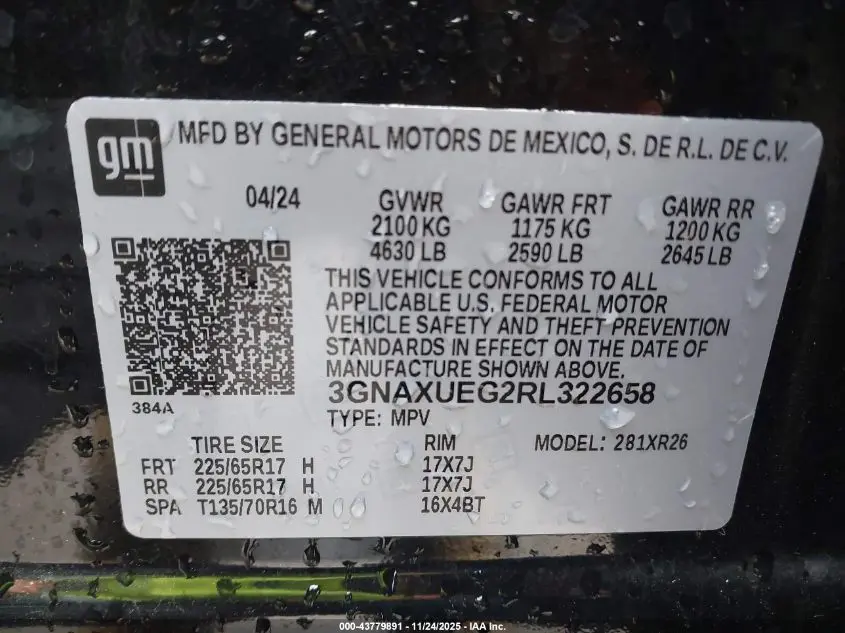 gm
MFD BY GENERAL MOTORS DE MEXICO, S. DE R.L. DE C.V.
04/24 GVWR GAWR FRT GAWR RR
2100 KG 1175 KG 1200 KG
4630 LB 2590 LB 2645 LB
THIS VEHICLE CONFORMS TO ALL
APPLICABLE U.S. FEDERAL MOTOR
VEHICLE SAFETY AND THEFT PREVENTION
STANDARDS IN EFFECT ON THE DATE OF
MANUFACTURE SHOWN ABOVE.
3GNAXUEG2RL322658
384A
TYPE: MPV
TIRE SIZE RIM MODEL: 281XR26
FRT 225/65R17 H 17X7J
RR 225/65R17 H 17X7J
SPA T135/70R16 M 16X4BT
000-43779891 - 11/24/2025 - IAA Inc.